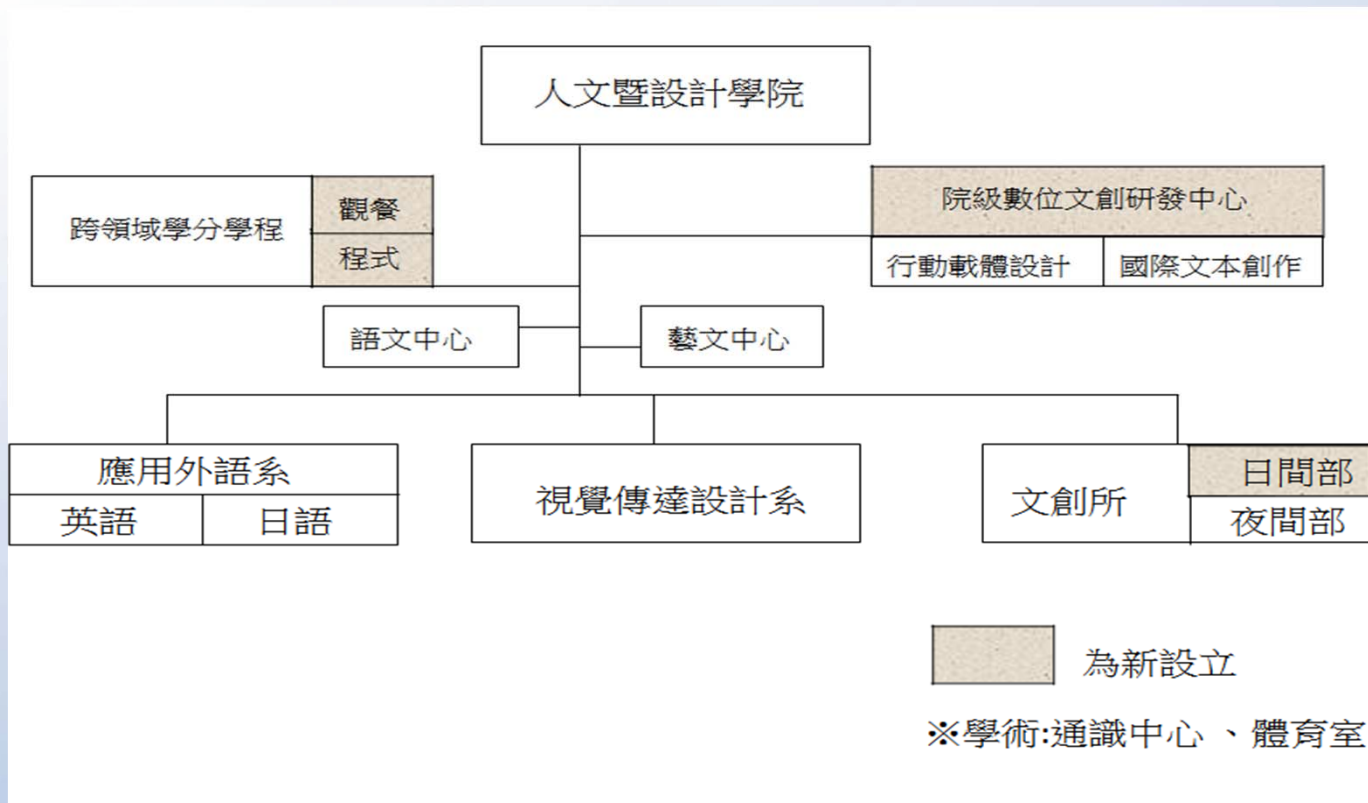 人文暨設計學院
跨領域學分學程
觀餐
程式
院級數位文創研發中心
行動載體設計
國際文本創作
語文中心
藝文中心
應用外語系
英語
日語
視覺傳達設計系
文創所
日間部
夜間部
為新設立
※學術:通識中心、體育室